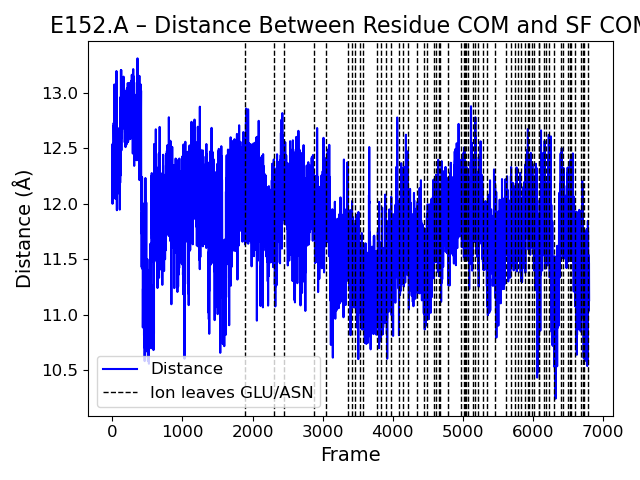 E152.A – Distance Between Residue COM and SF COM
Distance (Å)
13.0
12.5
12.0
11.5
11.0
10.5
Distance
Ion leaves GLU/ASN
0 1000 2000 3000 4000 5000 6000 7000
Frame